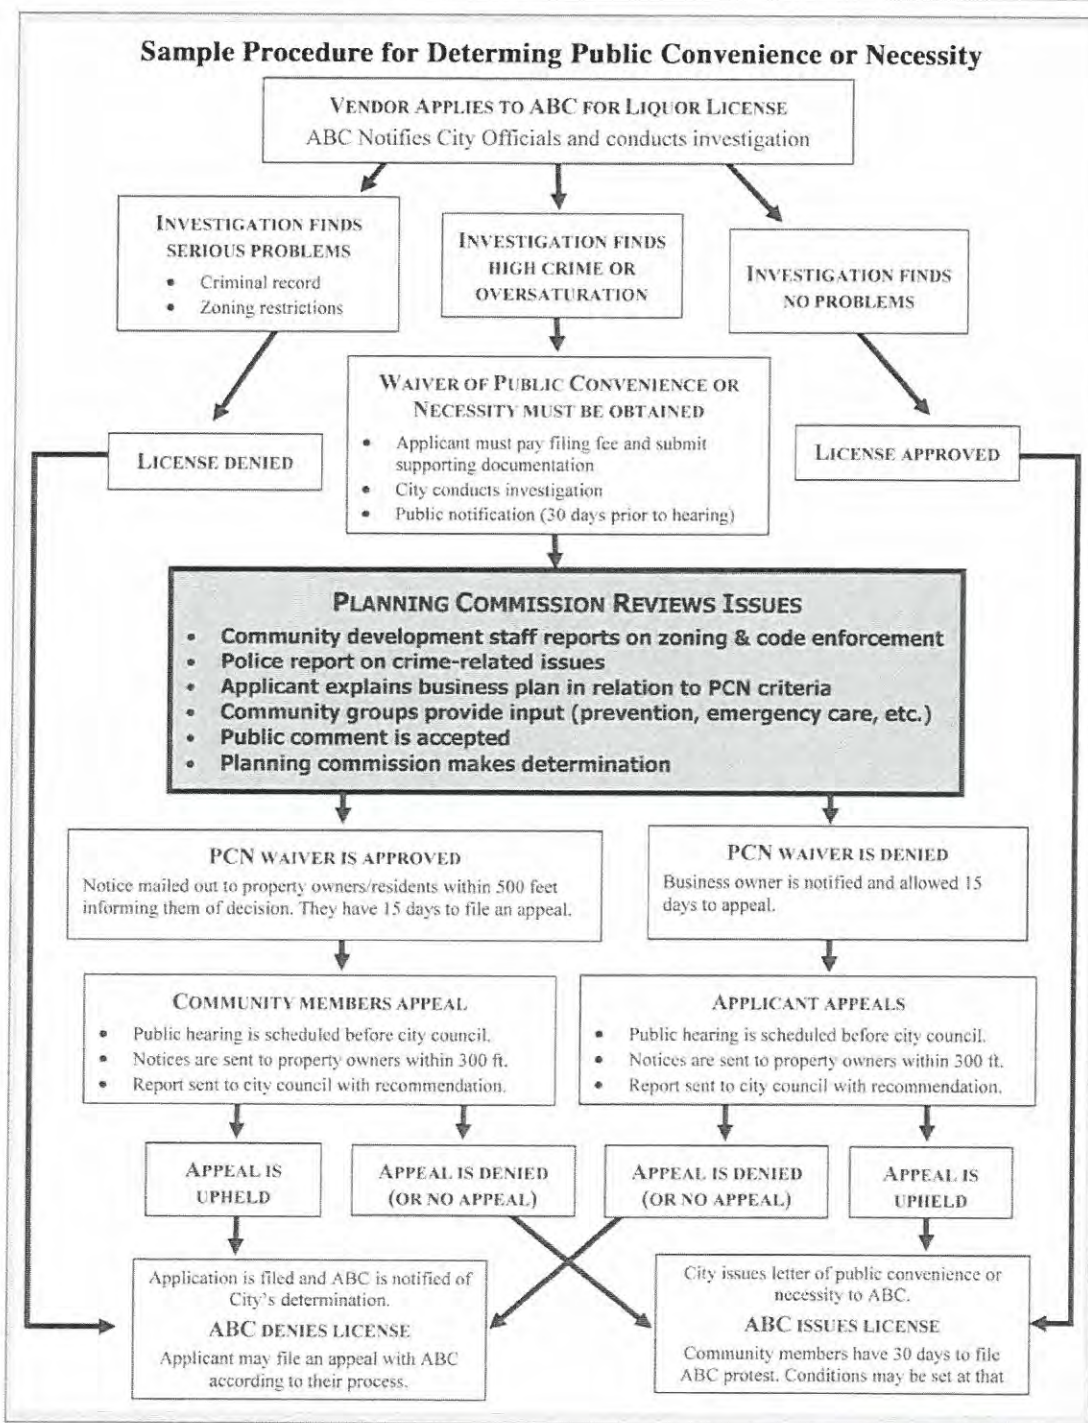 Sample Procedure for Determing Public Convenience or Necessity
VENDOR APPLIES TO ABC FOR LIQUOR LICENSE
ABC Notifies City Officials and conducts investigation
INVESTIGATION FINDS
SERIOUS PROBLEMS
• Criminal record
• Zoning restrictions
INVESTIGATION FINDS
HIGH CRIME OR
OVERSATURATION
INVESTIGATION FINDS
NO PROBLEMS
WAIVER OF PUBLIC CONVENIENCE OR
NECESSITY MUST BE OBTAINED
• Applicant must pay filing fee and submit
supporting documentation
• City conducts investigation
• Public notification (30 days prior to hearing)
LICENSE DENIED
LICENSE APPROVED
PLANNING COMMISSION REVIEWS ISSUES
• Community development staff reports on zoning & code enforcement
• Police report on crime-related issues
• Applicant explains business plan in relation to PCN criteria
• Community groups provide input (prevention, emergency care, etc.)
• Public comment is accepted
• Planning commission makes determination
PCN WAIVER IS APPROVED
Notice mailed out to property owners/residents within 500 feet
informing them of decision. They have 15 days to file an appeal.
PCN WAIVER IS DENIED
Business owner is notified and allowed 15
days to appeal.
COMMUNITY MEMBERS APPEAL
• Public hearing is scheduled before city council.
• Notices are sent to property owners within 300 ft.
• Report sent to city council with recommendation.
APPLICANT APPEALS
• Public hearing is scheduled before city council.
• Notices are sent to property owners within 300 ft.
• Report sent to city council with recommendation.
APPEAL IS
UPHELD
APPEAL IS DENIED
(OR NO APPEAL)
APPEAL IS DENIED
(OR NO APPEAL)
APPEAL IS
UPHELD
Application is filed and ABC is notified of
City's determination.
ABC DENIES LICENSE
Applicant may file an appeal with ABC
according to their process.
City issues letter of public convenience or
necessity to ABC.
ABC ISSUES LICENSE
Community members have 30 days to file
ABC protest. Conditions may be set at that